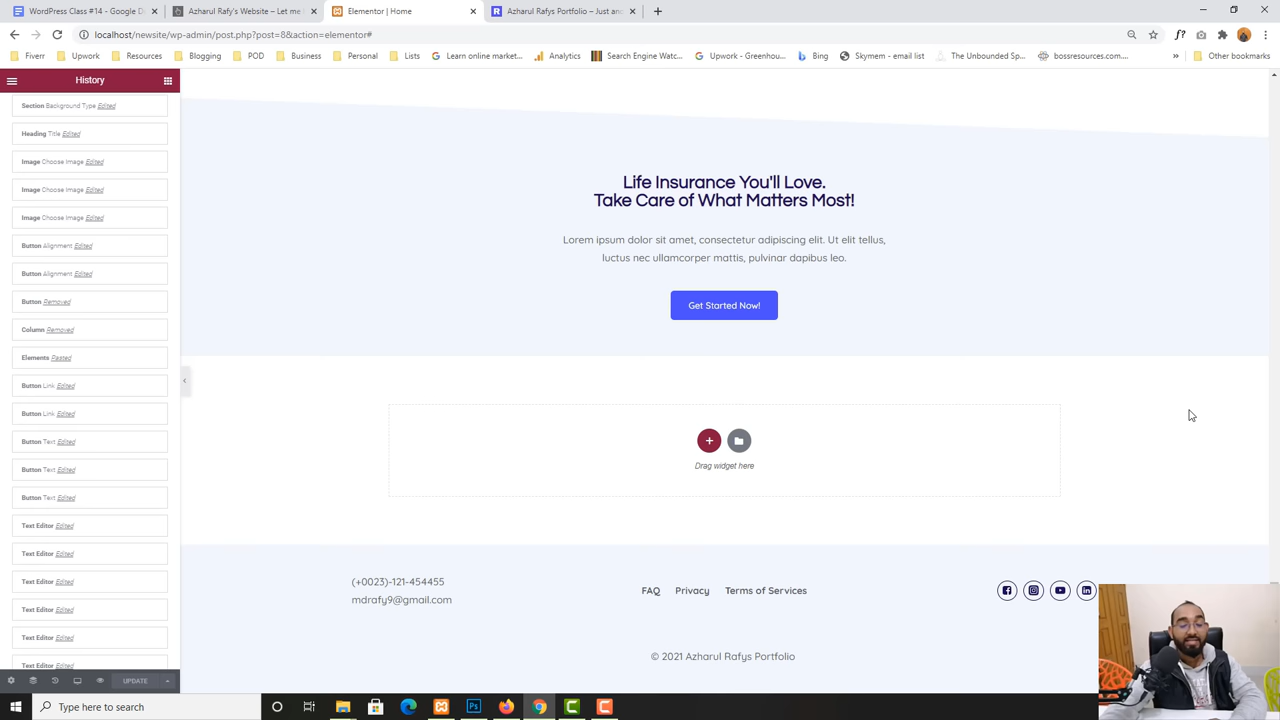 WordPress Class #14 - Google D
Azharul Rafy's Website – Let me
Elementor | Home
Azharul Rafys Portfolio – Just an
localhost/newsite/wp-admin/post.php?post=8&action=elementor#
Fiverr
Upwork
Resources
Blogging
POD
Business
Personal
Lists
Learn online market...
Analytics
Search Engine Watc...
Upwork - Greenhou...
Bing
Skymem - email list
The Unbounded Sp...
bossresources.com....
Other bookmarks
History
Section Background Type Edited
Heading Title Edited
Image Choose Image Edited
Image Choose Image Edited
Image Choose Image Edited
Button Alignment Edited
Button Alignment Edited
Button Removed
Column Removed
Elements Pasted
Button Link Edited
Button Link Edited
Button Text Edited
Button Text Edited
Button Text Edited
Text Editor Edited
Text Editor Edited
Text Editor Edited
Text Editor Edited
Text Editor Edited
Text Editor Edited
UPDATE
Life Insurance You'll Love.
Take Care of What Matters Most!
Lorem ipsum dolor sit amet, consectetur adipiscing elit. Ut elit tellus,
luctus nec ullamcorper mattis, pulvinar dapibus leo.
Get Started Now!
Drag widget here
(+0023)-121-454455
mdrafy9@gmail.com
FAQ Privacy Terms of Services
© 2021 Azharul Rafys Portfolio
Type here to search